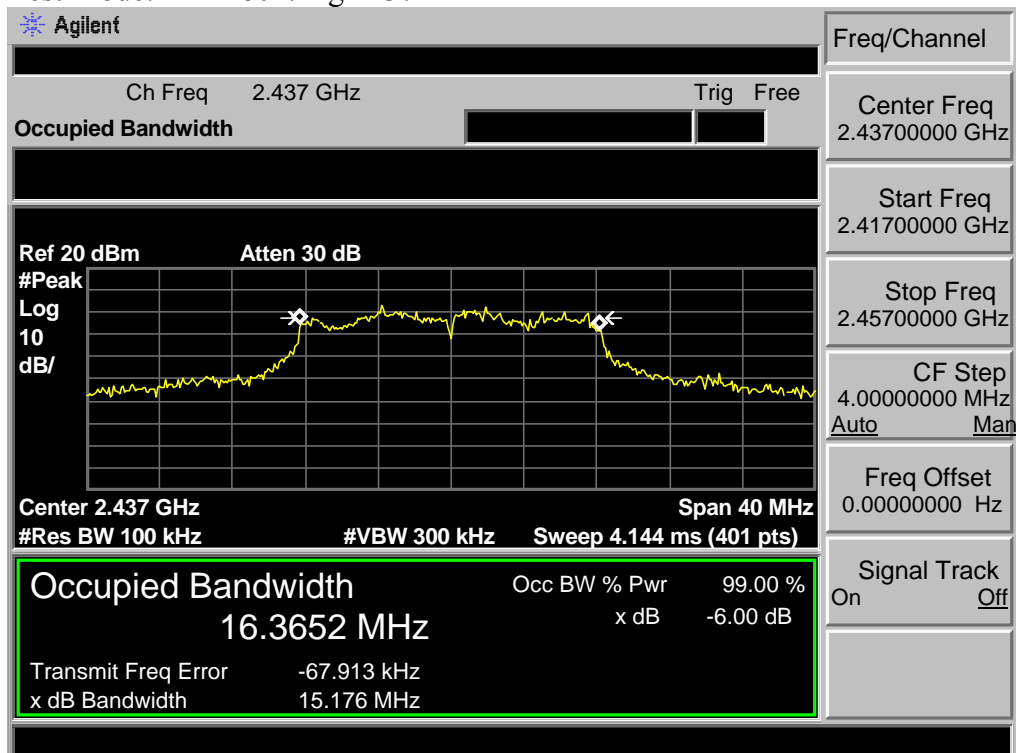 Agilent
Freq/Channel
Ch Freq 2.437 GHz Trig Free
Occupied Bandwidth
Center Freq
2.43700000 GHz
Start Freq
2.41700000 GHz
Ref 20 dBm Atten 30 dB
#Peak
Log
10
dB/
Stop Freq
2.45700000 GHz
CF Step
4.00000000 MHz
Auto Man
Freq Offset
0.00000000 Hz
Center 2.437 GHz Span 40 MHz
#Res BW 100 kHz #VBW 300 kHz Sweep 4.144 ms (401 pts)
Signal Track
On Off
Occupied Bandwidth
16.3652 MHz
Occ BW % Pwr 99.00 %
x dB -6.00 dB
Transmit Freq Error -67.913 kHz
x dB Bandwidth 15.176 MHz